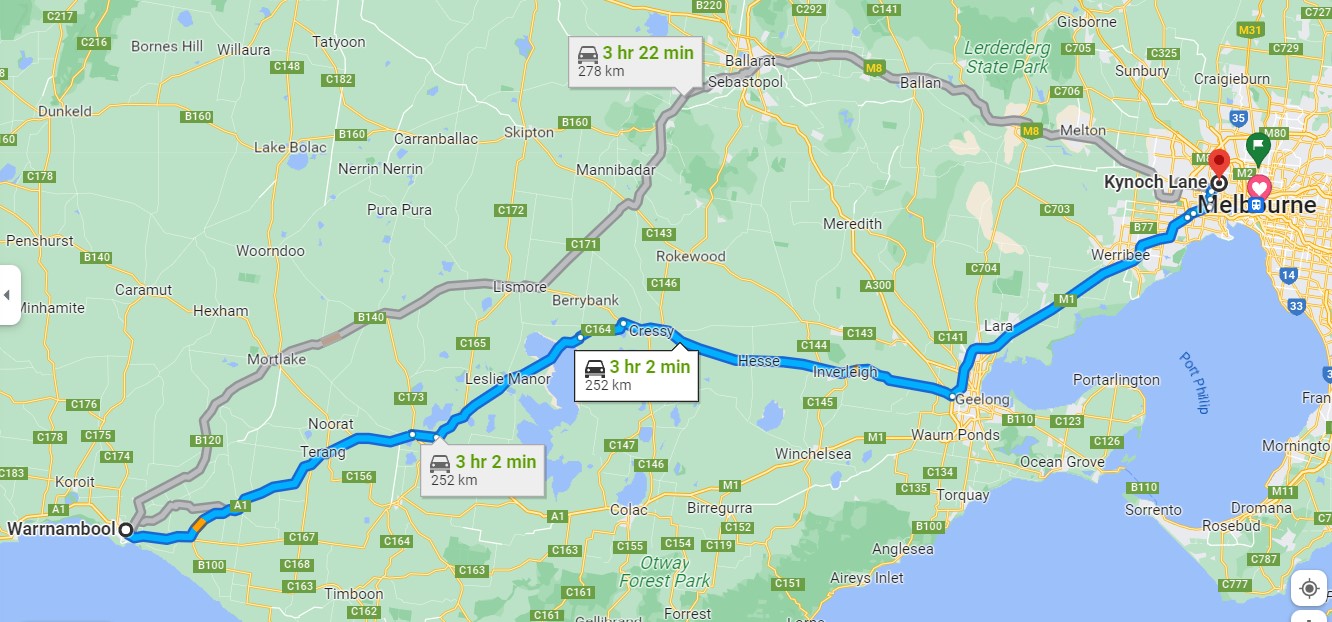 C217
B220
C292
C141
C727
Gisborne
M31
C216
Bornes Hill
Willaura
Tatyoon
3 hr 22 min
278 km
Lerderderg
State Park
C705
C325
C729
C148
C182
Ballarat
Sebastopol
M8
Ballan
Sunbury
Craigieburn
C706
Dunkeld
B160
B160
B160
Skipton
Carranballac
Lake Bolac
M8
Melton
35
M80
Nerrin Nerrin
Mannibadar
C178
M2
Kynoch Lane
Melbourne
Pura Pura
C172
C703
Meredith
B77
Penshurst
Woorndoo
C171
C143
Rokewood
Werribee
B140
C704
14
Caramut
Lismore
C146
A300
M1
Minhamite
Hexham
Berrybank
33
B140
C164
Cressy
Lara
C165
C143
C141
C144
Mortlake
3 hr 2 min
252 km
Hesse
Inverleigh
Port Phillip
Leslie Manor
Portarlington
C176
C173
C145
Geelong
Fran
Noorat
B110
C123
C178
C175
B120
M1
Waurn Ponds
C126
Terang
C147
Winchelsea
Mornington
C174
3 hr 2 min
252 km
C146
Ocean Grove
C183
Koroit
C156
C134
C135
M1
Torquay
B110
M11
A1
A1
Colac
Birregurra
Sorrento
Dromana
Warrnambool
A1
C152
B100
Rosebud
C167
C164
C163
C155
C154
C119
Anglesea
B100
C168
C163
Otway
Forest Park
C787
C163
C151
Aireys Inlet
C777
Timboon
C161
C162
C161
Forrest